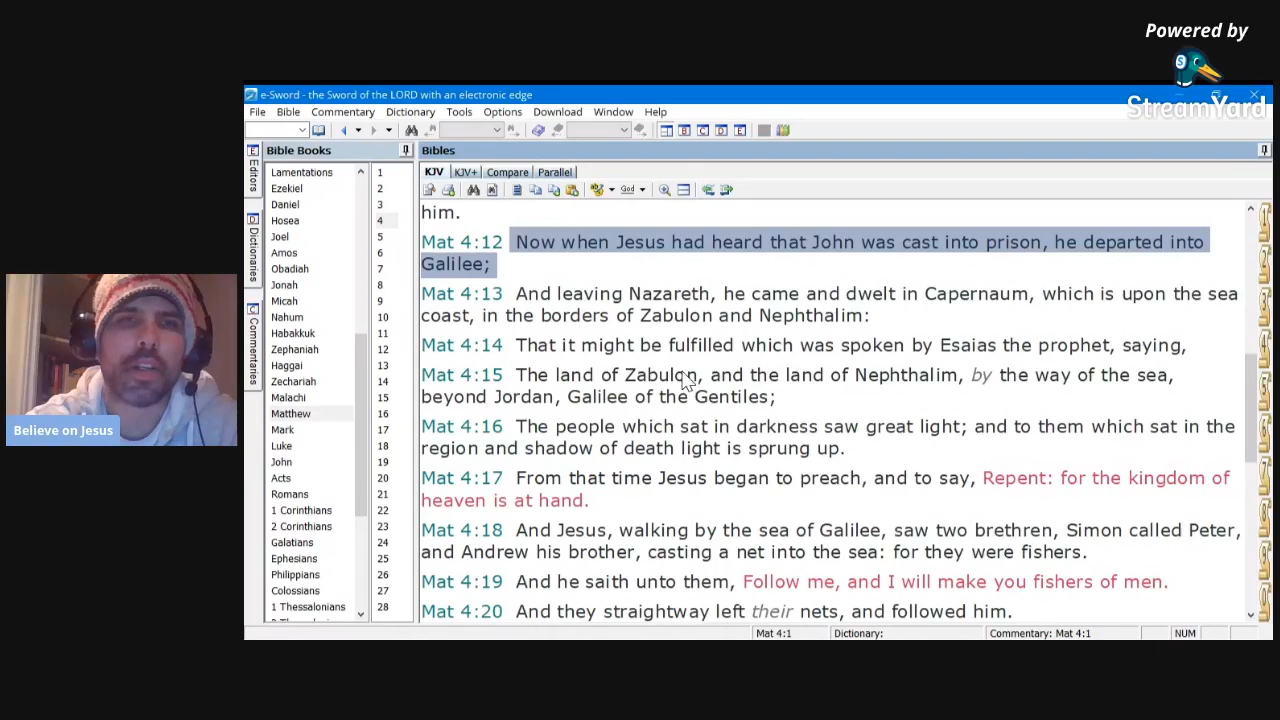 Powered by
StreamYard
e-Sword - the Sword of the LORD with an electronic edge
File Bible Commentary Dictionary Tools Options Download Window Help
Bible Books
Bibles
Editors
Dictionaries
Commentaries
KJV KJV+ Compare Parallel
God
Lamentations 1
Ezekiel 2
Daniel 3
Hosea 4
Joel 5
Amos 6
Obadiah 7
Jonah 8
Micah 9
Nahum 10
Habakkuk 11
Zephaniah 12
Haggai 13
Zechariah 14
Malachi 15
Matthew 16
Mark 17
Luke 18
John 19
Acts 20
Romans 21
1 Corinthians 22
2 Corinthians 23
Galatians 24
Ephesians 25
Philippians 26
Colossians 27
1 Thessalonians 28
him.
Mat 4:12 Now when Jesus had heard that John was cast into prison, he departed into
Galilee;
Mat 4:13 And leaving Nazareth, he came and dwelt in Capernaum, which is upon the sea
coast, in the borders of Zabulon and Nephthalim:
Mat 4:14 That it might be fulfilled which was spoken by Esaias the prophet, saying,
Mat 4:15 The land of Zabulon, and the land of Nephthalim, by the way of the sea,
beyond Jordan, Galilee of the Gentiles;
Mat 4:16 The people which sat in darkness saw great light; and to them which sat in the
region and shadow of death light is sprung up.
Mat 4:17 From that time Jesus began to preach, and to say, Repent: for the kingdom of
heaven is at hand.
Mat 4:18 And Jesus, walking by the sea of Galilee, saw two brethren, Simon called Peter,
and Andrew his brother, casting a net into the sea: for they were fishers.
Mat 4:19 And he saith unto them, Follow me, and I will make you fishers of men.
Mat 4:20 And they straightway left their nets, and followed him.
Mat 4:1 Dictionary: Commentary: Mat 4:1 NUM
Believe on Jesus